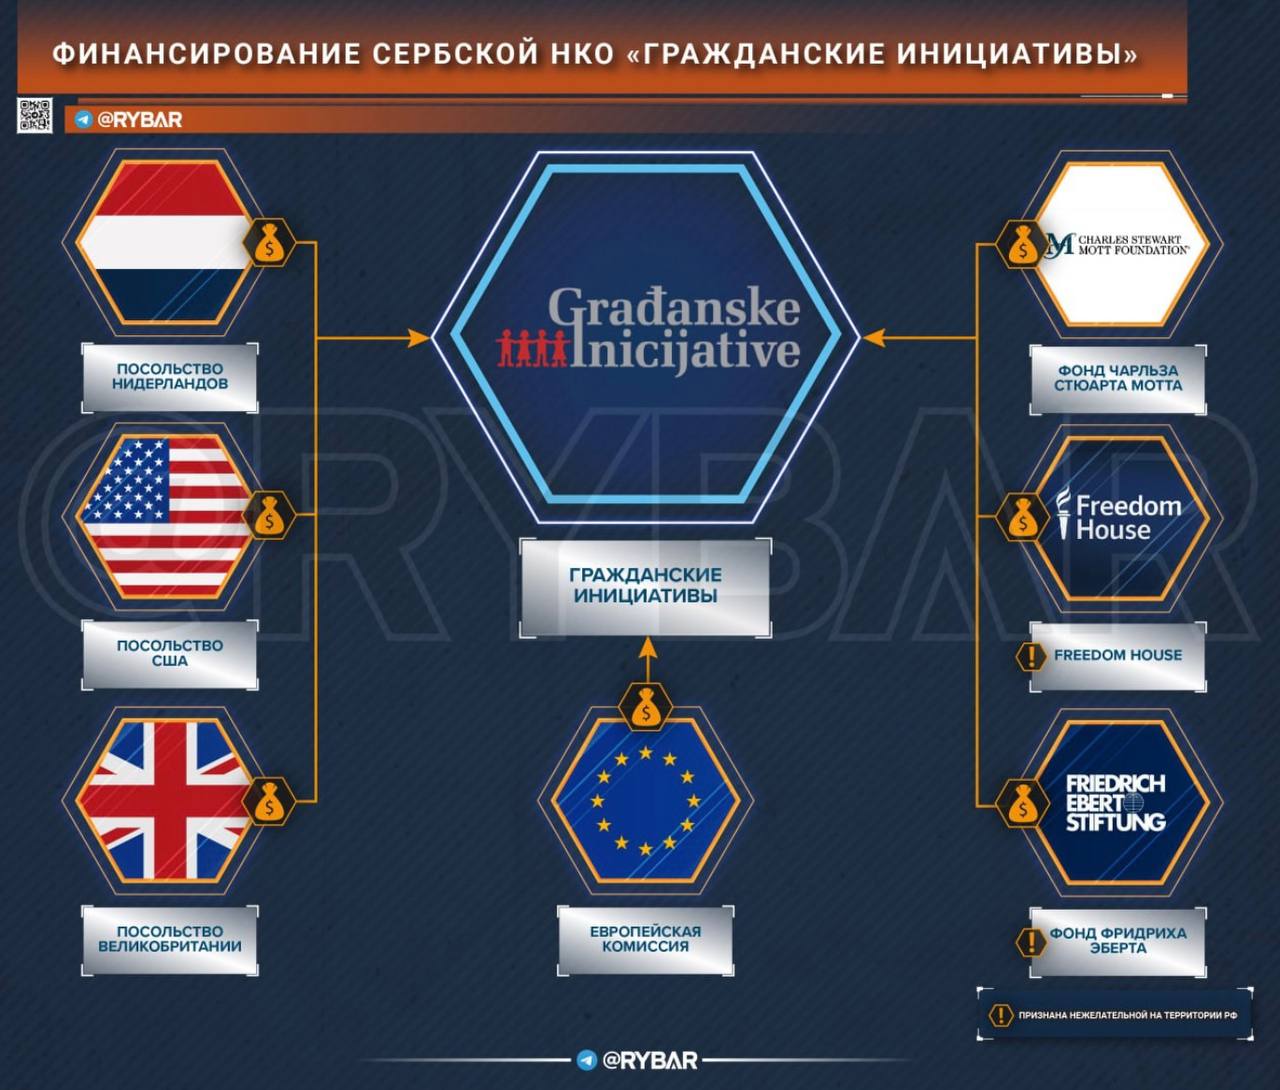 ФИНАНСИРОВАНИЕ СЕРБСКОЙ НКО «ГРАЖДАНСКИЕ ИНИЦИАТИВЫ»
@RYBAR
Građanske
Inicijative
ГРАЖДАНСКИЕ
ИНИЦИАТИВЫ
ПОСОЛЬСТВО
НИДЕРЛАНДОВ
ПОСОЛЬСТВО
США
ПОСОЛЬСТВО
ВЕЛИКОБРИТАНИИ
ЕВРОПЕЙСКАЯ
КОМИССИЯ
CHARLES STEWART
MOTT FOUNDATION®
ФОНД ЧАРЛЬЗА
СТЮАРТА МОТТА
Freedom
House
FREEDOM HOUSE
FRIEDRICH
EBERT
STIFTUNG
ФОНД ФРИДРИХА
ЭБЕРТА
ПРИЗНАНА НЕЖЕЛАТЕЛЬНОЙ НА ТЕРРИТОРИИ РФ
@RYBAR
@RYBAR